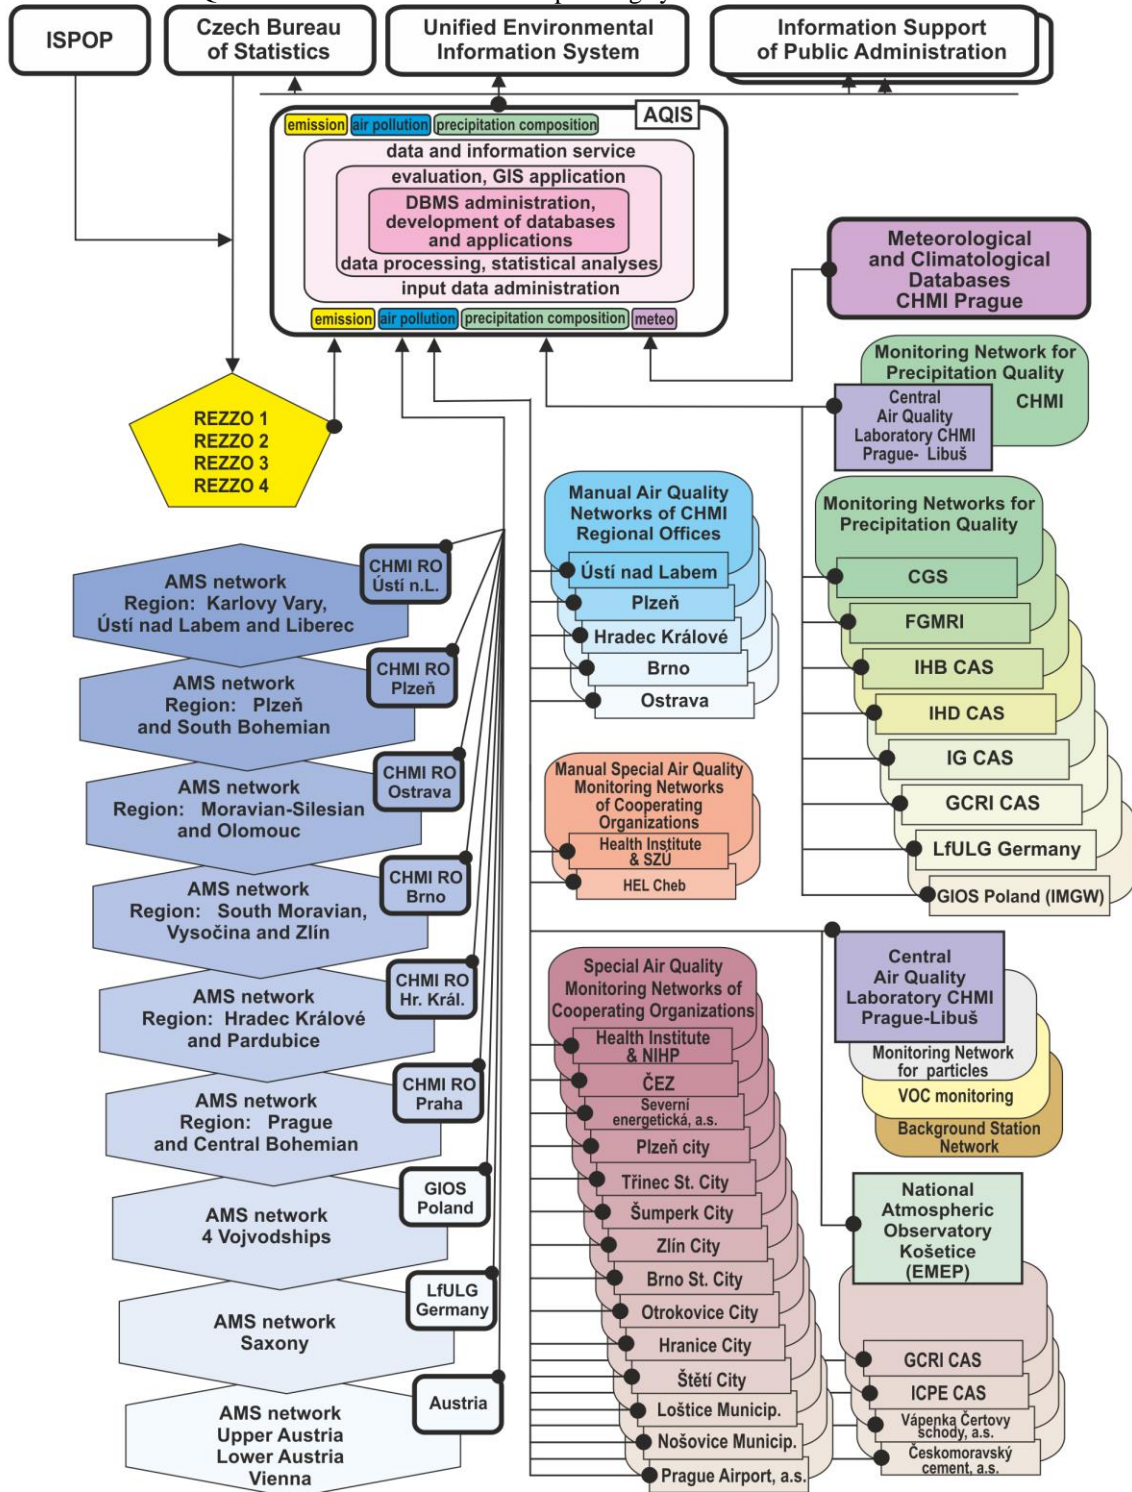 ISPOP
Czech Bureau
of Statistics
Unified Environmental
Information System
Information Support
of Public Administration
AQIS
emission
air pollution
precipitation composition
data and information service
evaluation, GIS application
DBMS administration,
development of databases
and applications
data processing, statistical analyses
input data administration
emission
air pollution
precipitation composition
meteo
Meteorological
and Climatological
Databases
CHMI Prague
Monitoring Network for
Precipitation Quality
CHMI
Central
Air Quality
Laboratory CHMI
Prague- Libuš
REZZO 1
REZZO 2
REZZO 3
REZZO 4
Manual Air Quality
Networks of CHMI
Regional Offices
Ústí nad Labem
Plzeň
Hradec Králové
Brno
Ostrava
Monitoring Networks for
Precipitation Quality
CGS
FGMRI
IHB CAS
IHD CAS
IG CAS
GCRI CAS
LfULG Germany
GIOS Poland (IMGW)
CHMI RO
Ústí n.L.
AMS network
Region: Karlovy Vary,
Ústí nad Labem and Liberec
CHMI RO
Plzeň
AMS network
Region: Plzeň
and South Bohemian
CHMI RO
Ostrava
AMS network
Region: Moravian-Silesian
and Olomouc
CHMI RO
Brno
AMS network
Region: South Moravian,
Vysočina and Zlín
CHMI RO
Hr. Král.
AMS network
Region: Hradec Králové
and Pardubice
CHMI RO
Praha
AMS network
Region: Prague
and Central Bohemian
GIOS
Poland
AMS network
4 Vojvodships
LfULG
Germany
AMS network
Saxony
Austria
AMS network
Upper Austria
Lower Austria
Vienna
Manual Special Air Quality
Monitoring Networks
of Cooperating
Organizations
Health Institute
& SZÚ
HEL Cheb
Special Air Quality
Monitoring Networks of
Cooperating Organizations
Health Institute
& NIHP
ČEZ
Severní
energetická, a.s.
Plzeň city
Třinec St. City
Šumperk City
Zlín City
Brno St. City
Otrokovice City
Hranice City
Štětí City
Loštice Municip.
Nošovice Municip.
Prague Airport, a.s.
Central
Air Quality
Laboratory CHMI
Prague-Libuš
Monitoring Network
for particles
VOC monitoring
Background Station
Network
National
Atmospheric
Observatory
Košetice
(EMEP)
GCRI CAS
ICPE CAS
Vápenka Čertovy
schody, a.s.
Českomoravský
cement, a.s.